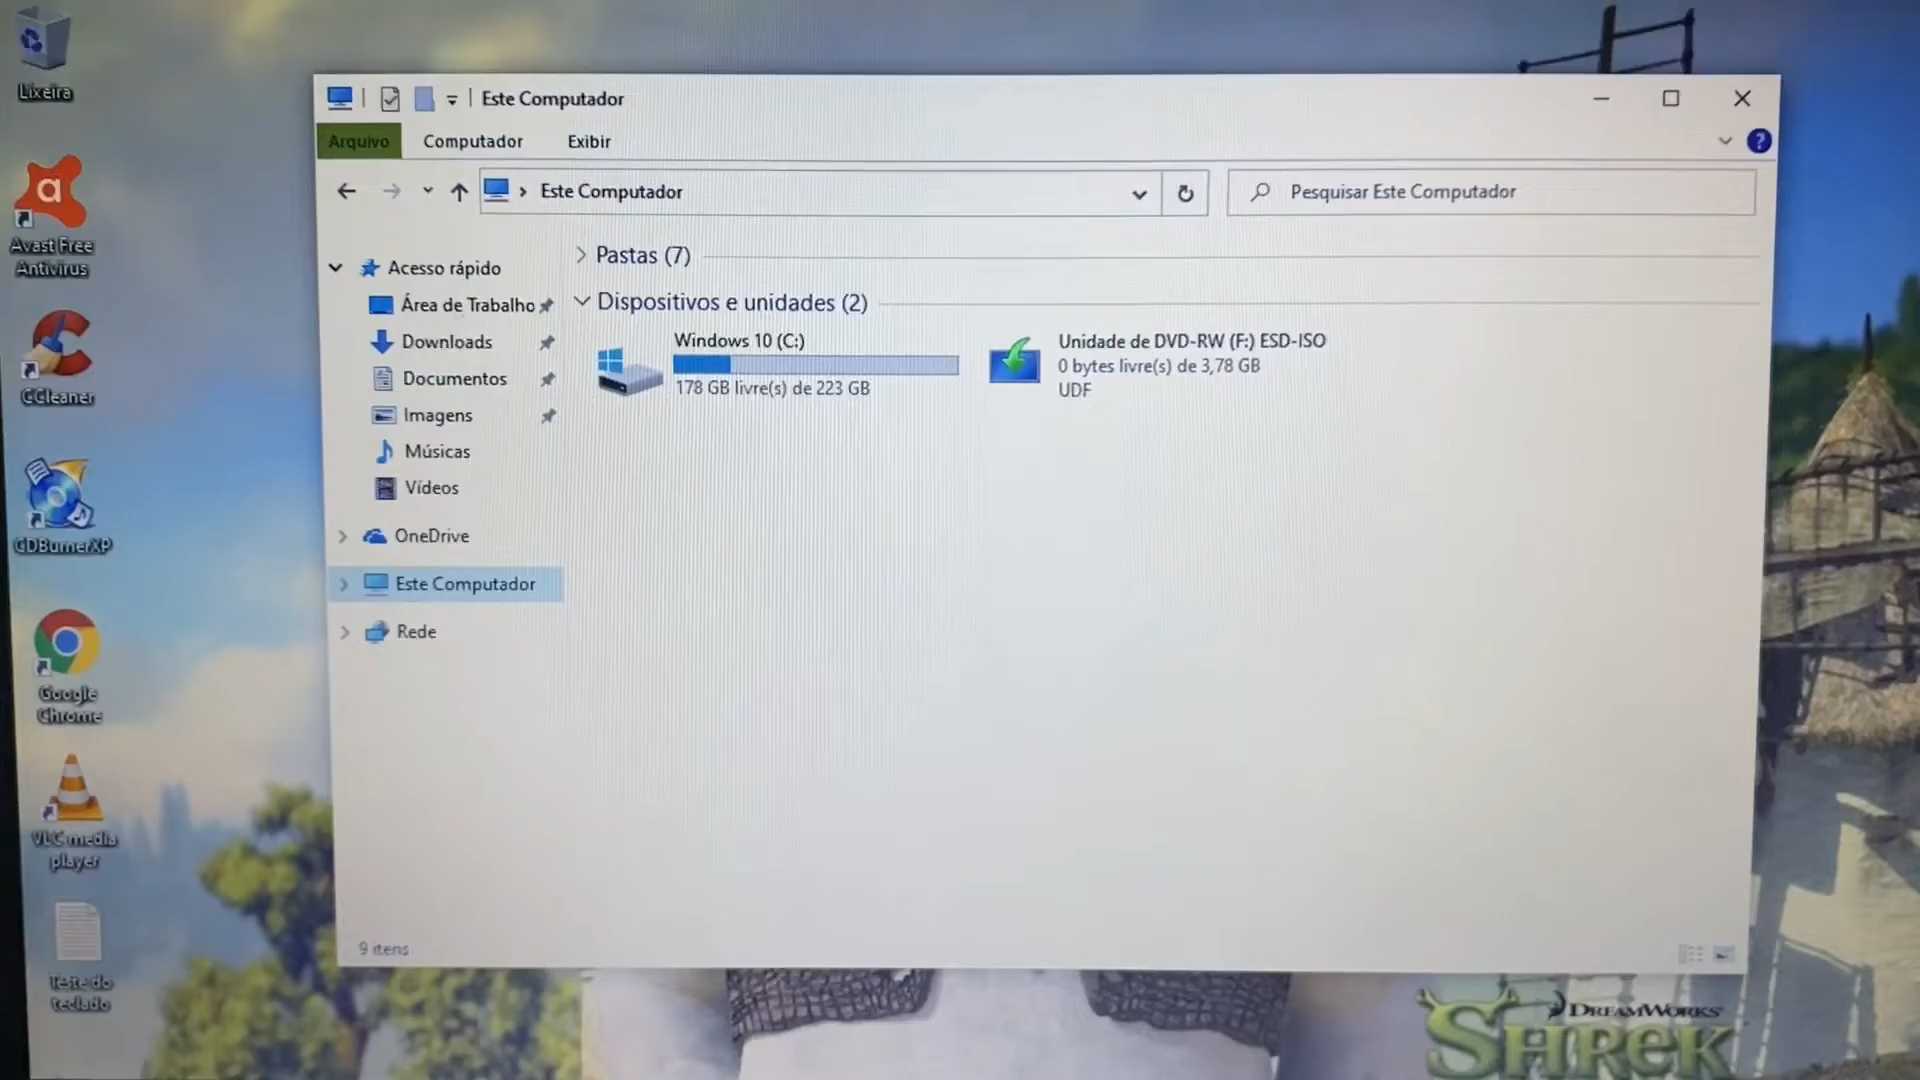 Lixeira
Avast Free
Antivirus
CCleaner
CDBurnerXP
Google
Chrome
VLC media
player
Teste do
teclado
Este Computador
Arquivo
Computador
Exibir
?
Este Computador
Pesquisar Este Computador
Acesso rápido
Área de Trabalho
Downloads
Documentos
Imagens
Músicas
Vídeos
OneDrive
Este Computador
Rede
Pastas (7)
Dispositivos e unidades (2)
Windows 10 (C:)
178 GB livre(s) de 223 GB
Unidade de DVD-RW (F:) ESD-ISO
0 bytes livre(s) de 3,78 GB
UDF
9 itens
DREAMWORKS
SHREK